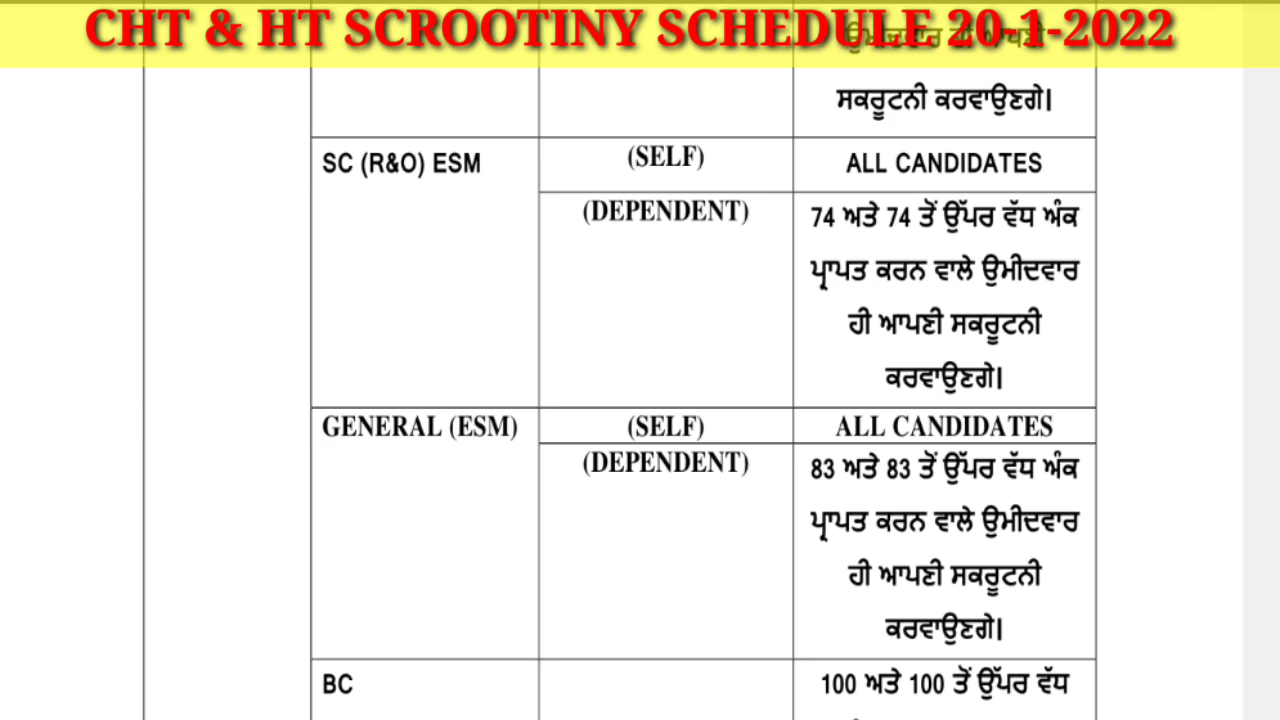 CHT & HT SCROOTINY SCHEDULE 20-1-2022
ਸਕਰੂਟਨੀ ਕਰਵਾਉਣਗੇ।
SC (R&O) ESM
(SELF)
ALL CANDIDATES
(DEPENDENT)
74 ਅਤੇ 74 ਤੋਂ ਉੱਪਰ ਵੱਧ ਅੰਕ
ਪ੍ਰਾਪਤ ਕਰਨ ਵਾਲੇ ਉਮੀਦਵਾਰ
ਹੀ ਆਪਣੀ ਸਕਰੂਟਨੀ
ਕਰਵਾਉਣਗੇ।
GENERAL (ESM)
(SELF)
ALL CANDIDATES
(DEPENDENT)
83 ਅਤੇ 83 ਤੋਂ ਉੱਪਰ ਵੱਧ ਅੰਕ
ਪ੍ਰਾਪਤ ਕਰਨ ਵਾਲੇ ਉਮੀਦਵਾਰ
ਹੀ ਆਪਣੀ ਸਕਰੂਟਨੀ
ਕਰਵਾਉਣਗੇ।
BC
100 ਅਤੇ 100 ਤੋਂ ਉੱਪਰ ਵੱਧ